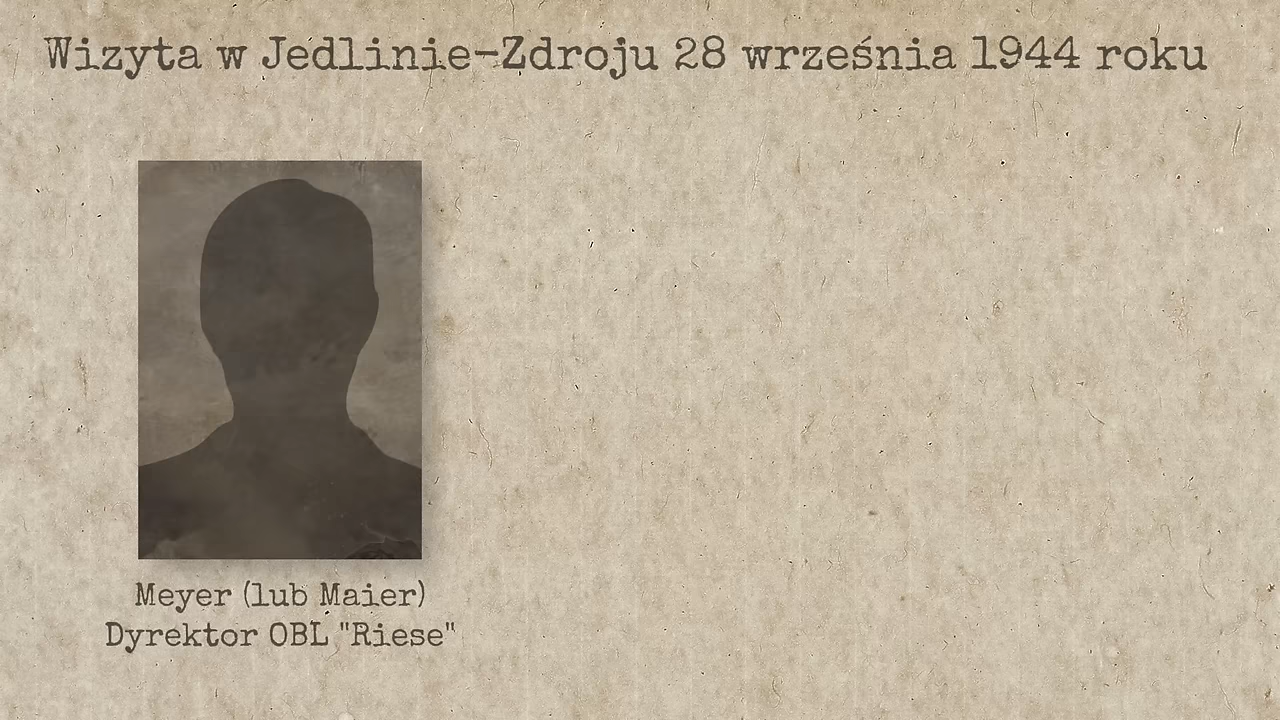 Wizyta w Jedlinie-Zdroju 28 września 1944 roku
Meyer (lub Maier)
Dyrektor OBL "Riese"